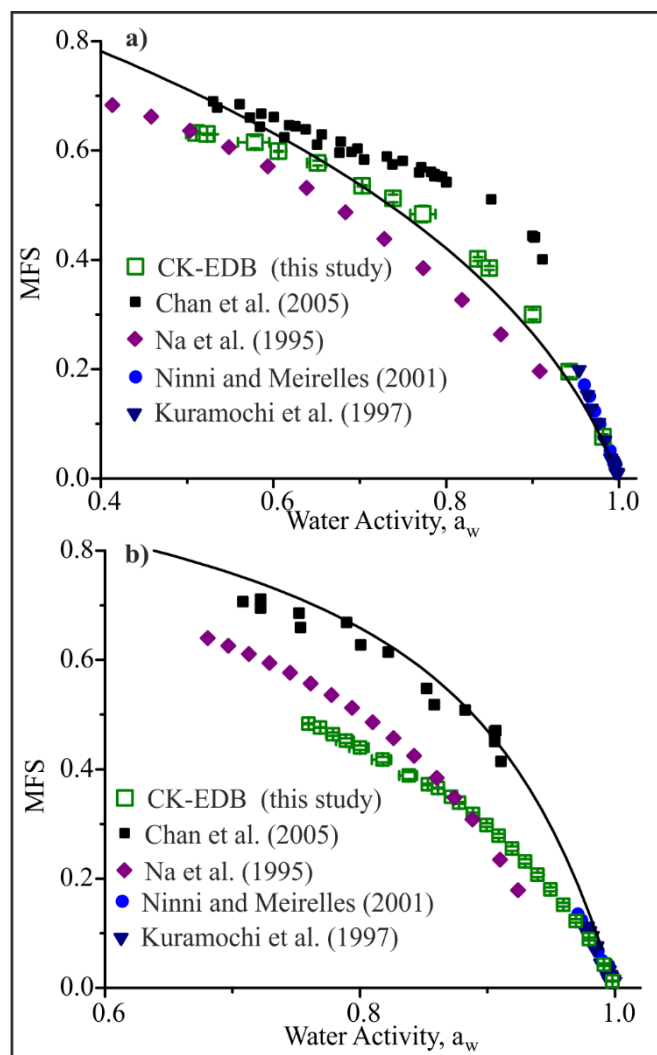 a)
0.8
0.6
0.4
0.2
0.0
MFS
CK-EDB (this study)
Chan et al. (2005)
Na et al. (1995)
Ninni and Meirelles (2001)
Kuramochi et al. (1997)
0.4 0.6 0.8 1.0
Water Activity, a_w
b)
0.8
0.6
0.4
0.2
0.0
MFS
CK-EDB (this study)
Chan et al. (2005)
Na et al. (1995)
Ninni and Meirelles (2001)
Kuramochi et al. (1997)
0.6 0.8 1.0
Water Activity, a_w